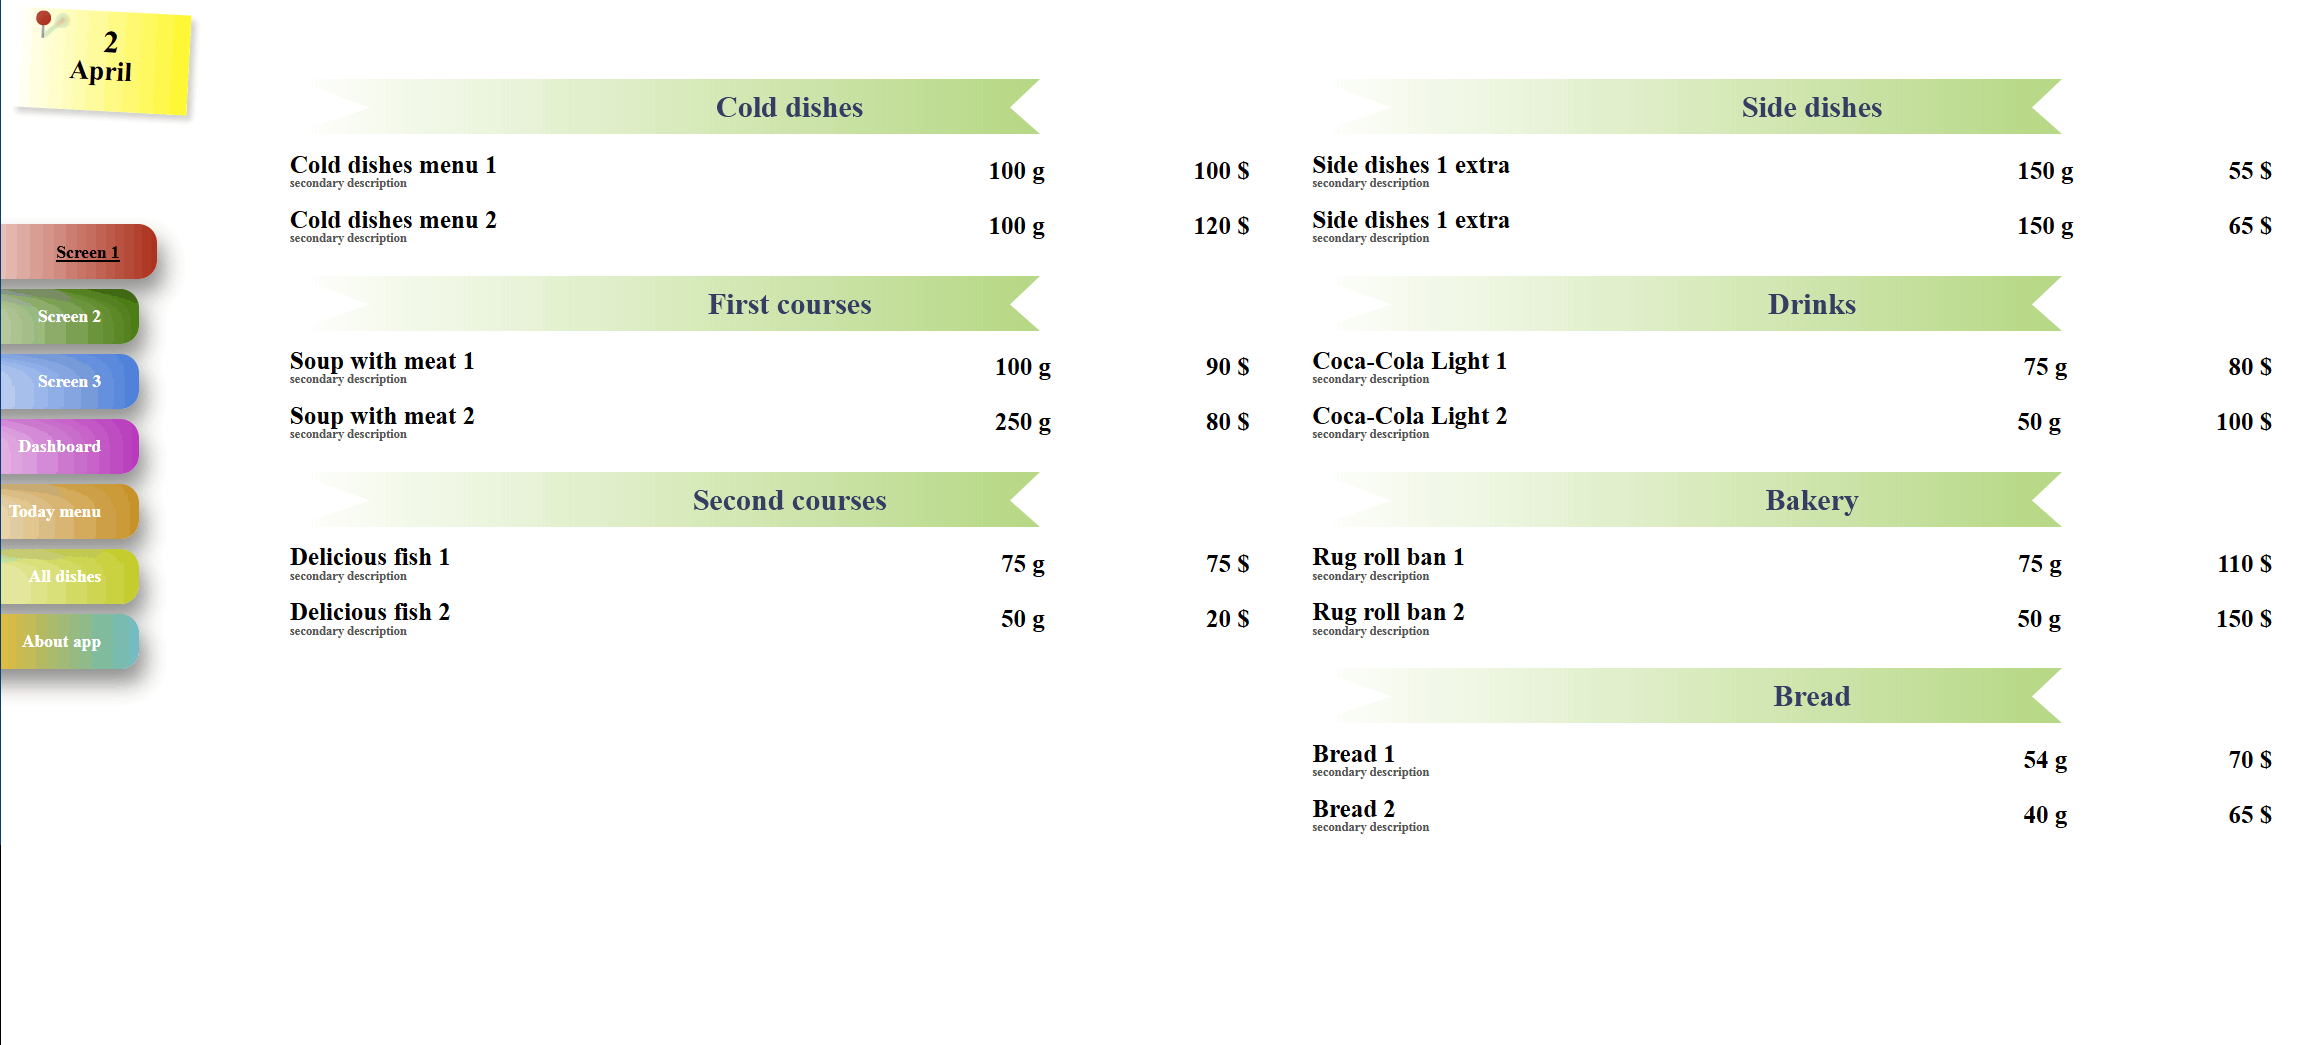 2
April
Screen 1
Screen 2
Screen 3
Dashboard
Today menu
All dishes
About app
Cold dishes
Cold dishes menu 1 100 g 100 $
secondary description
Cold dishes menu 2 100 g 120 $
secondary description
First courses
Soup with meat 1 100 g 90 $
secondary description
Soup with meat 2 250 g 80 $
secondary description
Second courses
Delicious fish 1 75 g 75 $
secondary description
Delicious fish 2 50 g 20 $
secondary description
Side dishes
Side dishes 1 extra 150 g 55 $
secondary description
Side dishes 1 extra 150 g 65 $
secondary description
Drinks
Coca-Cola Light 1 75 g 80 $
secondary description
Coca-Cola Light 2 50 g 100 $
secondary description
Bakery
Rug roll ban 1 75 g 110 $
secondary description
Rug roll ban 2 50 g 150 $
secondary description
Bread
Bread 1 54 g 70 $
secondary description
Bread 2 40 g 65 $
secondary description